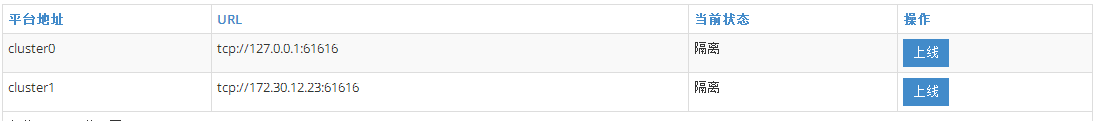 平台地址 URL 当前状态 操作
cluster0 tcp://127.0.0.1:61616 隔离 上线
cluster1 tcp://172.30.12.23:61616 隔离 上线